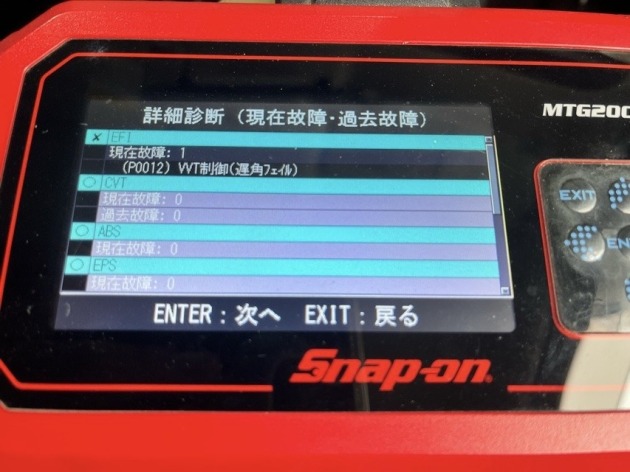 詳細診断 (現在故障・過去故障)
× EFI
現在故障: 1
(P0012) VVT制御(遅角ﾌｪｲﾙ)
○ CVT
現在故障: 0
過去故障: 0
○ ABS
現在故障: 0
○ EPS
現在故障: 0
ENTER : 次へ EXIT : 戻る
Snap-on
MTG200
EXIT